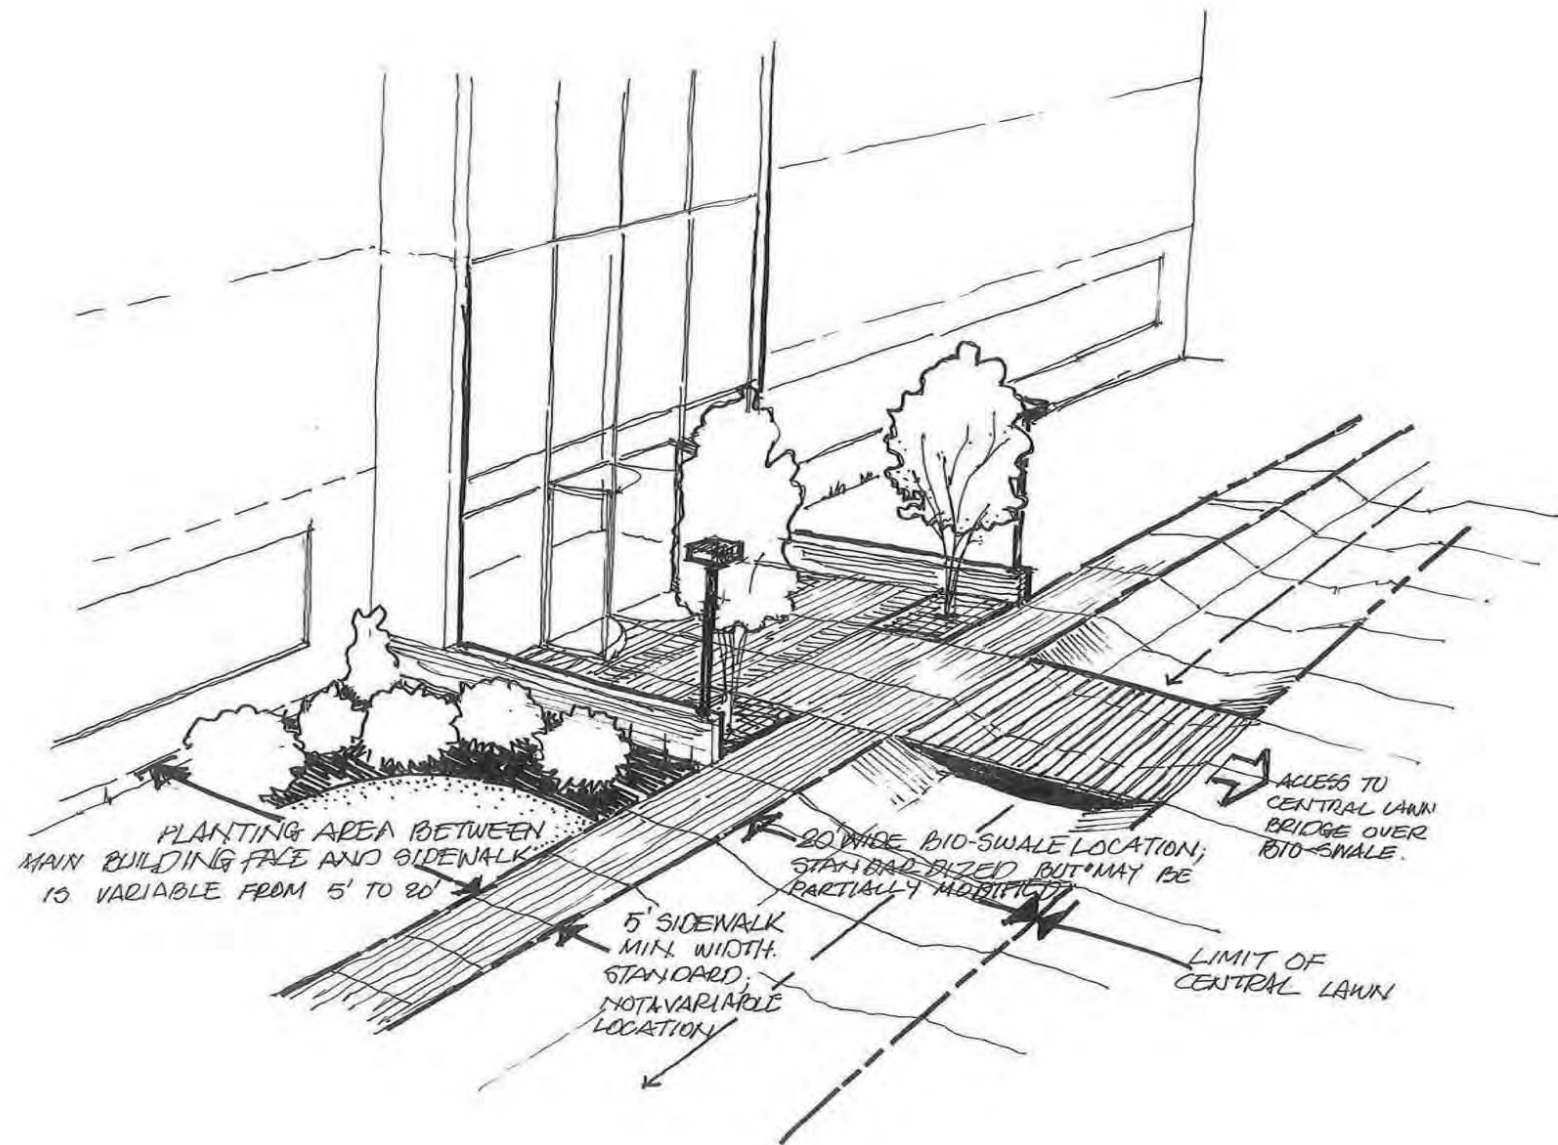 PLANTING AREA BETWEEN
MAIN BUILDING FACE AND SIDEWALK
IS VARIABLE FROM 5' TO 20'
5' SIDEWALK
MIN. WIDTH.
STANDARD;
NOT A VARIABLE
LOCATION
20' WIDE BIO-SWALE LOCATION;
STANDARDIZED BUT MAY BE
PARTIALLY MODIFIED
ACCESS TO
CENTRAL LAWN
BRIDGE OVER
BIO-SWALE.
LIMIT OF
CENTRAL LAWN